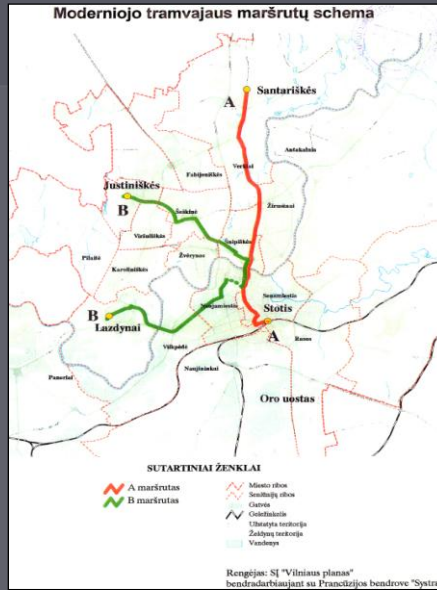 Moderniojo tramvajaus maršrutų schema
Santariškės
A
Antakalnis
Fabijoniškės
Verkiai
Justiniškės
B
Šeškinė
Žirmūnai
Viršuliškės
Šnipiškės
Pilaitė
Žvėrynas
Karoliniškės
Senamiestis
Naujamiestis
Stotis
B
Lazdynai
A
Rasos
Vilkpėdė
Naujininkai
Paneriai
Oro uostas
SUTARTINIAI ŽENKLAI
A maršrutas
B maršrutas
Miesto ribos
Seniūnijų ribos
Gatvės
Geležinkelis
Užstatyta teritorija
Želdynų teritorija
Vandenys
Rengėjas: SĮ "Vilniaus planas"
bendradarbiaujant su Prancūzijos bendrove "Systra